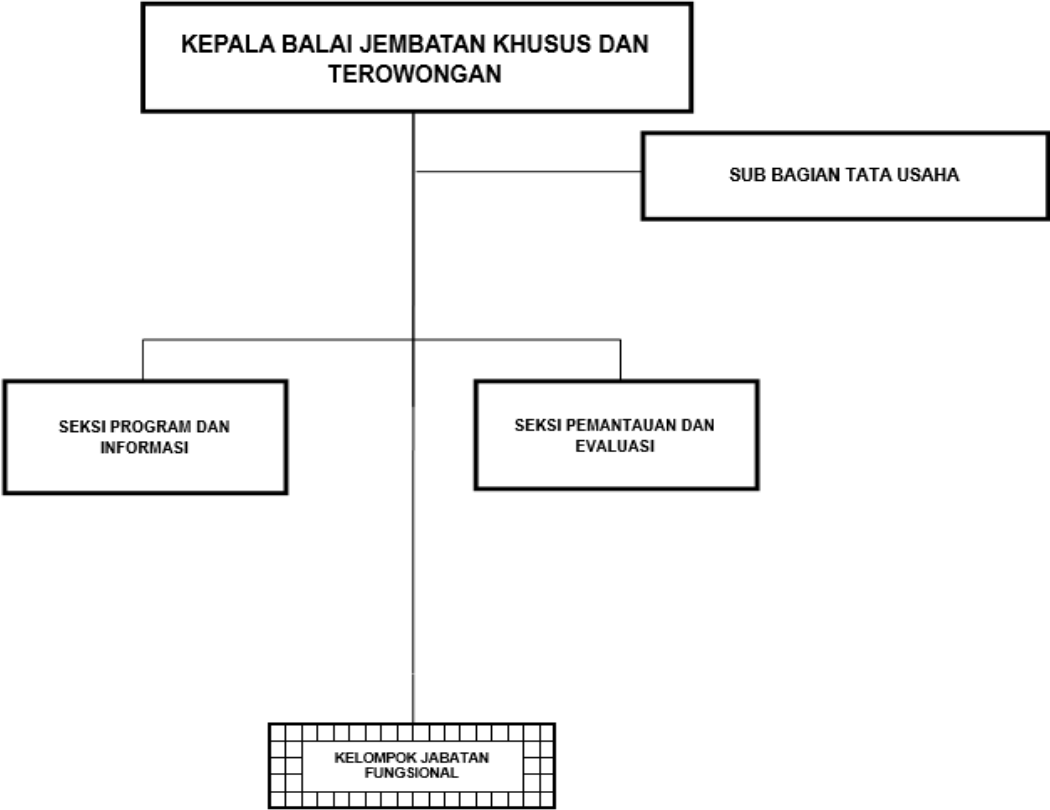 KEPALA BALAI JEMBATAN KHUSUS DAN
TEROWONGAN
SUB BAGIAN TATA USAHA
SEKSI PROGRAM DAN
INFORMASI
SEKSI PEMANTAUAN DAN
EVALUASI
KELOMPOK JABATAN
FUNGSIONAL